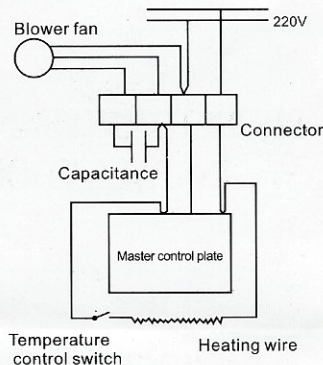 220V
Blower fan
Connector
Capacitance
Master control plate
Temperature
control switch
Heating wire